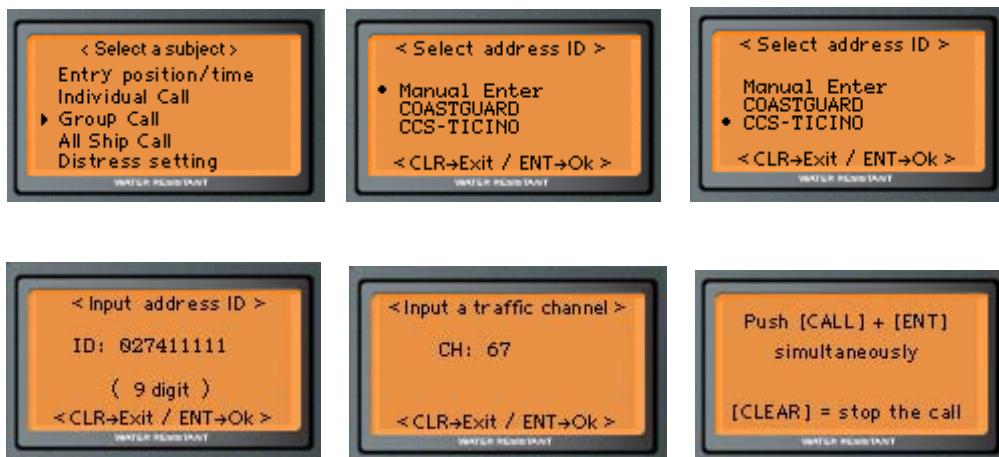 < Select a subject >
Entry position/time
Individual Call
Group Call
All Ship Call
Distress setting
WATER RESISTANT
< Select address ID >
• Manual Enter
COASTGUARD
CCS-TICINO
< CLR→Exit / ENT→Ok >
WATER RESISTANT
< Select address ID >
Manual Enter
COASTGUARD
• CCS-TICINO
< CLR→Exit / ENT→Ok >
WATER RESISTANT
< Input address ID >
ID: 027411111
( 9 digit )
< CLR→Exit / ENT→Ok >
WATER RESISTANT
< Input a traffic channel >
CH: 67
< CLR→Exit / ENT→Ok >
WATER RESISTANT
Push [CALL] + [ENT]
simultaneously
[CLEAR] = stop the call
WATER RESISTANT